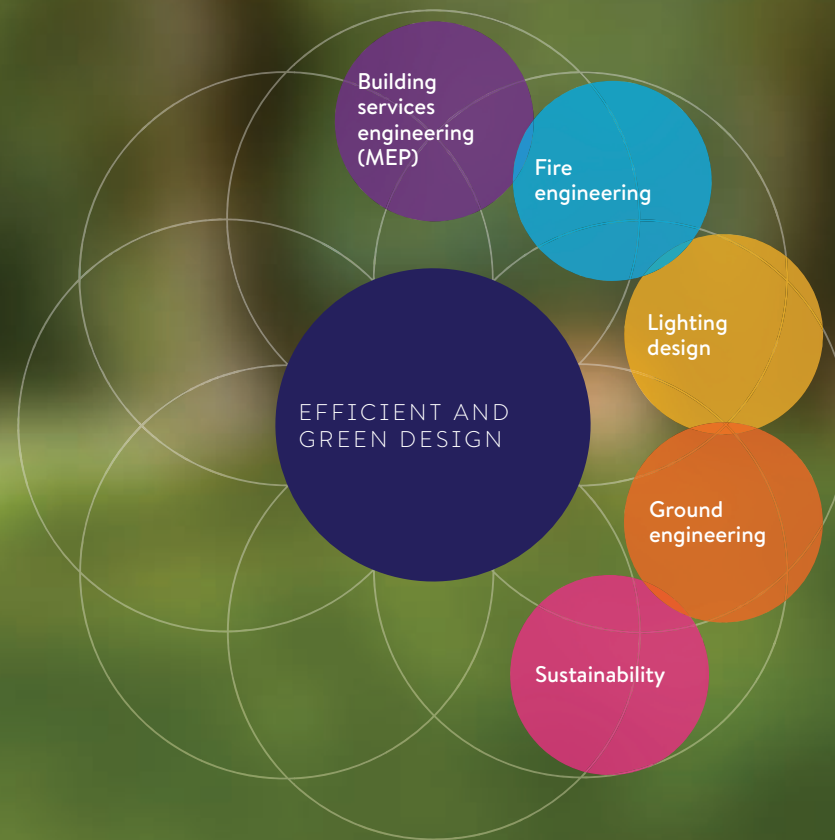 Building
services
engineering
(MEP)
Fire
engineering
Lighting
design
EFFICIENT AND
GREEN DESIGN
Ground
engineering
Sustainability